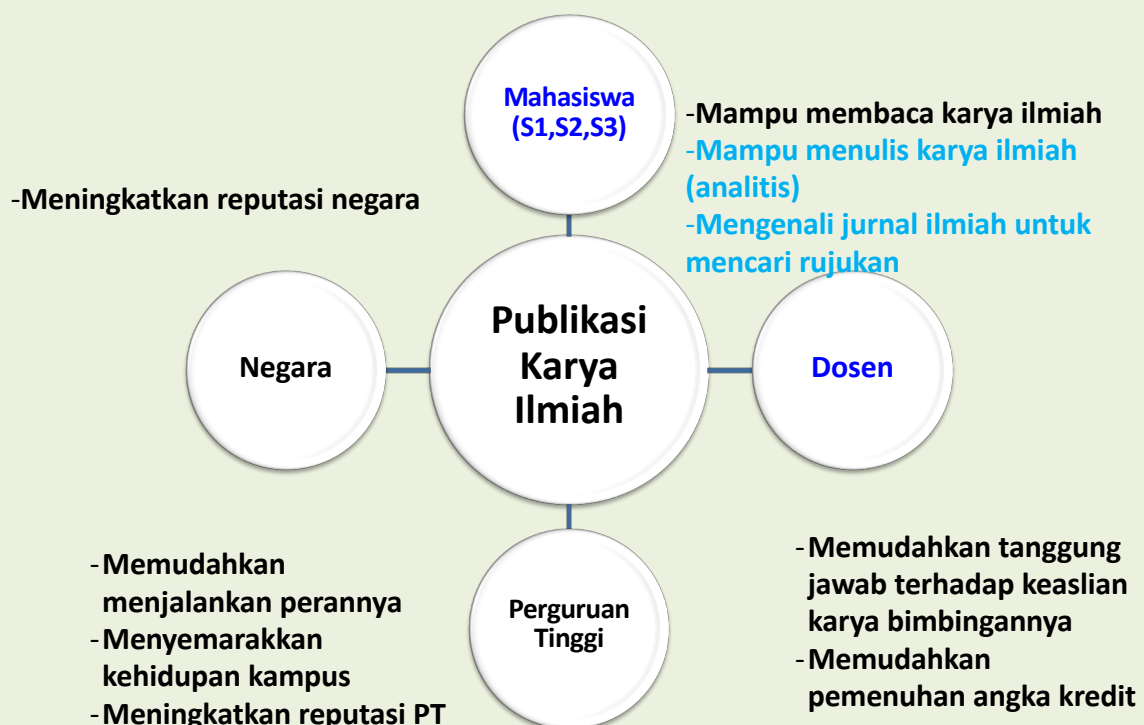 Mahasiswa
(S1,S2,S3)
-Mampu membaca karya ilmiah
-Mampu menulis karya ilmiah
(analitis)
-Mengenali jurnal ilmiah untuk
mencari rujukan
-Meningkatkan reputasi negara
Negara
Publikasi
Karya
Ilmiah
Dosen
-Memudahkan
menjalankan perannya
-Menyemarakkan
kehidupan kampus
-Meningkatkan reputasi PT
Perguruan
Tinggi
-Memudahkan tanggung
jawab terhadap keaslian
karya bimbingannya
-Memudahkan
pemenuhan angka kredit